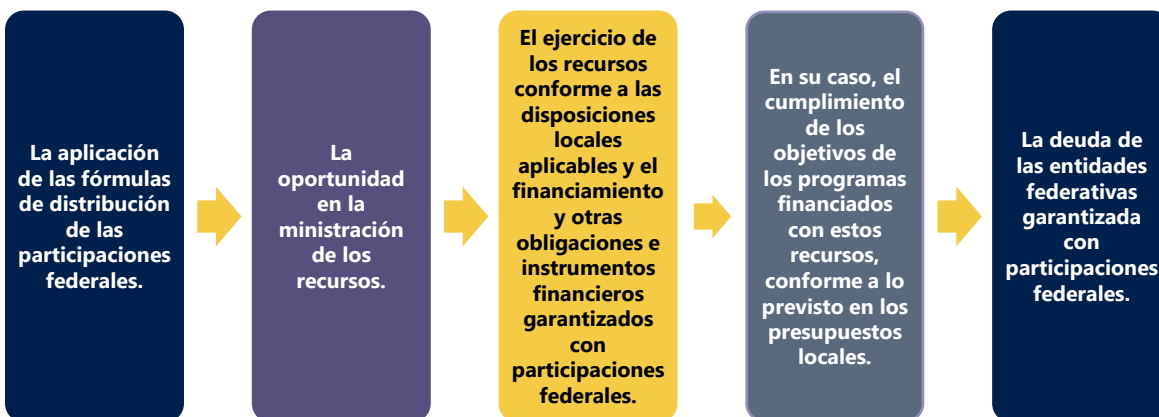 La aplicación
de las fórmulas
de distribución
de las
participaciones
federales.
La
oportunidad
en la
ministración
de los
recursos.
El ejercicio de
los recursos
conforme a las
disposiciones
locales
aplicables y el
financiamiento
y otras
obligaciones e
instrumentos
financieros
garantizados
con
participaciones
federales.
En su caso, el
cumplimiento
de los
objetivos de
los programas
financiados
con estos
recursos,
conforme a lo
previsto en los
presupuestos
locales.
La deuda de
las entidades
federativas
garantizada
con
participaciones
federales.